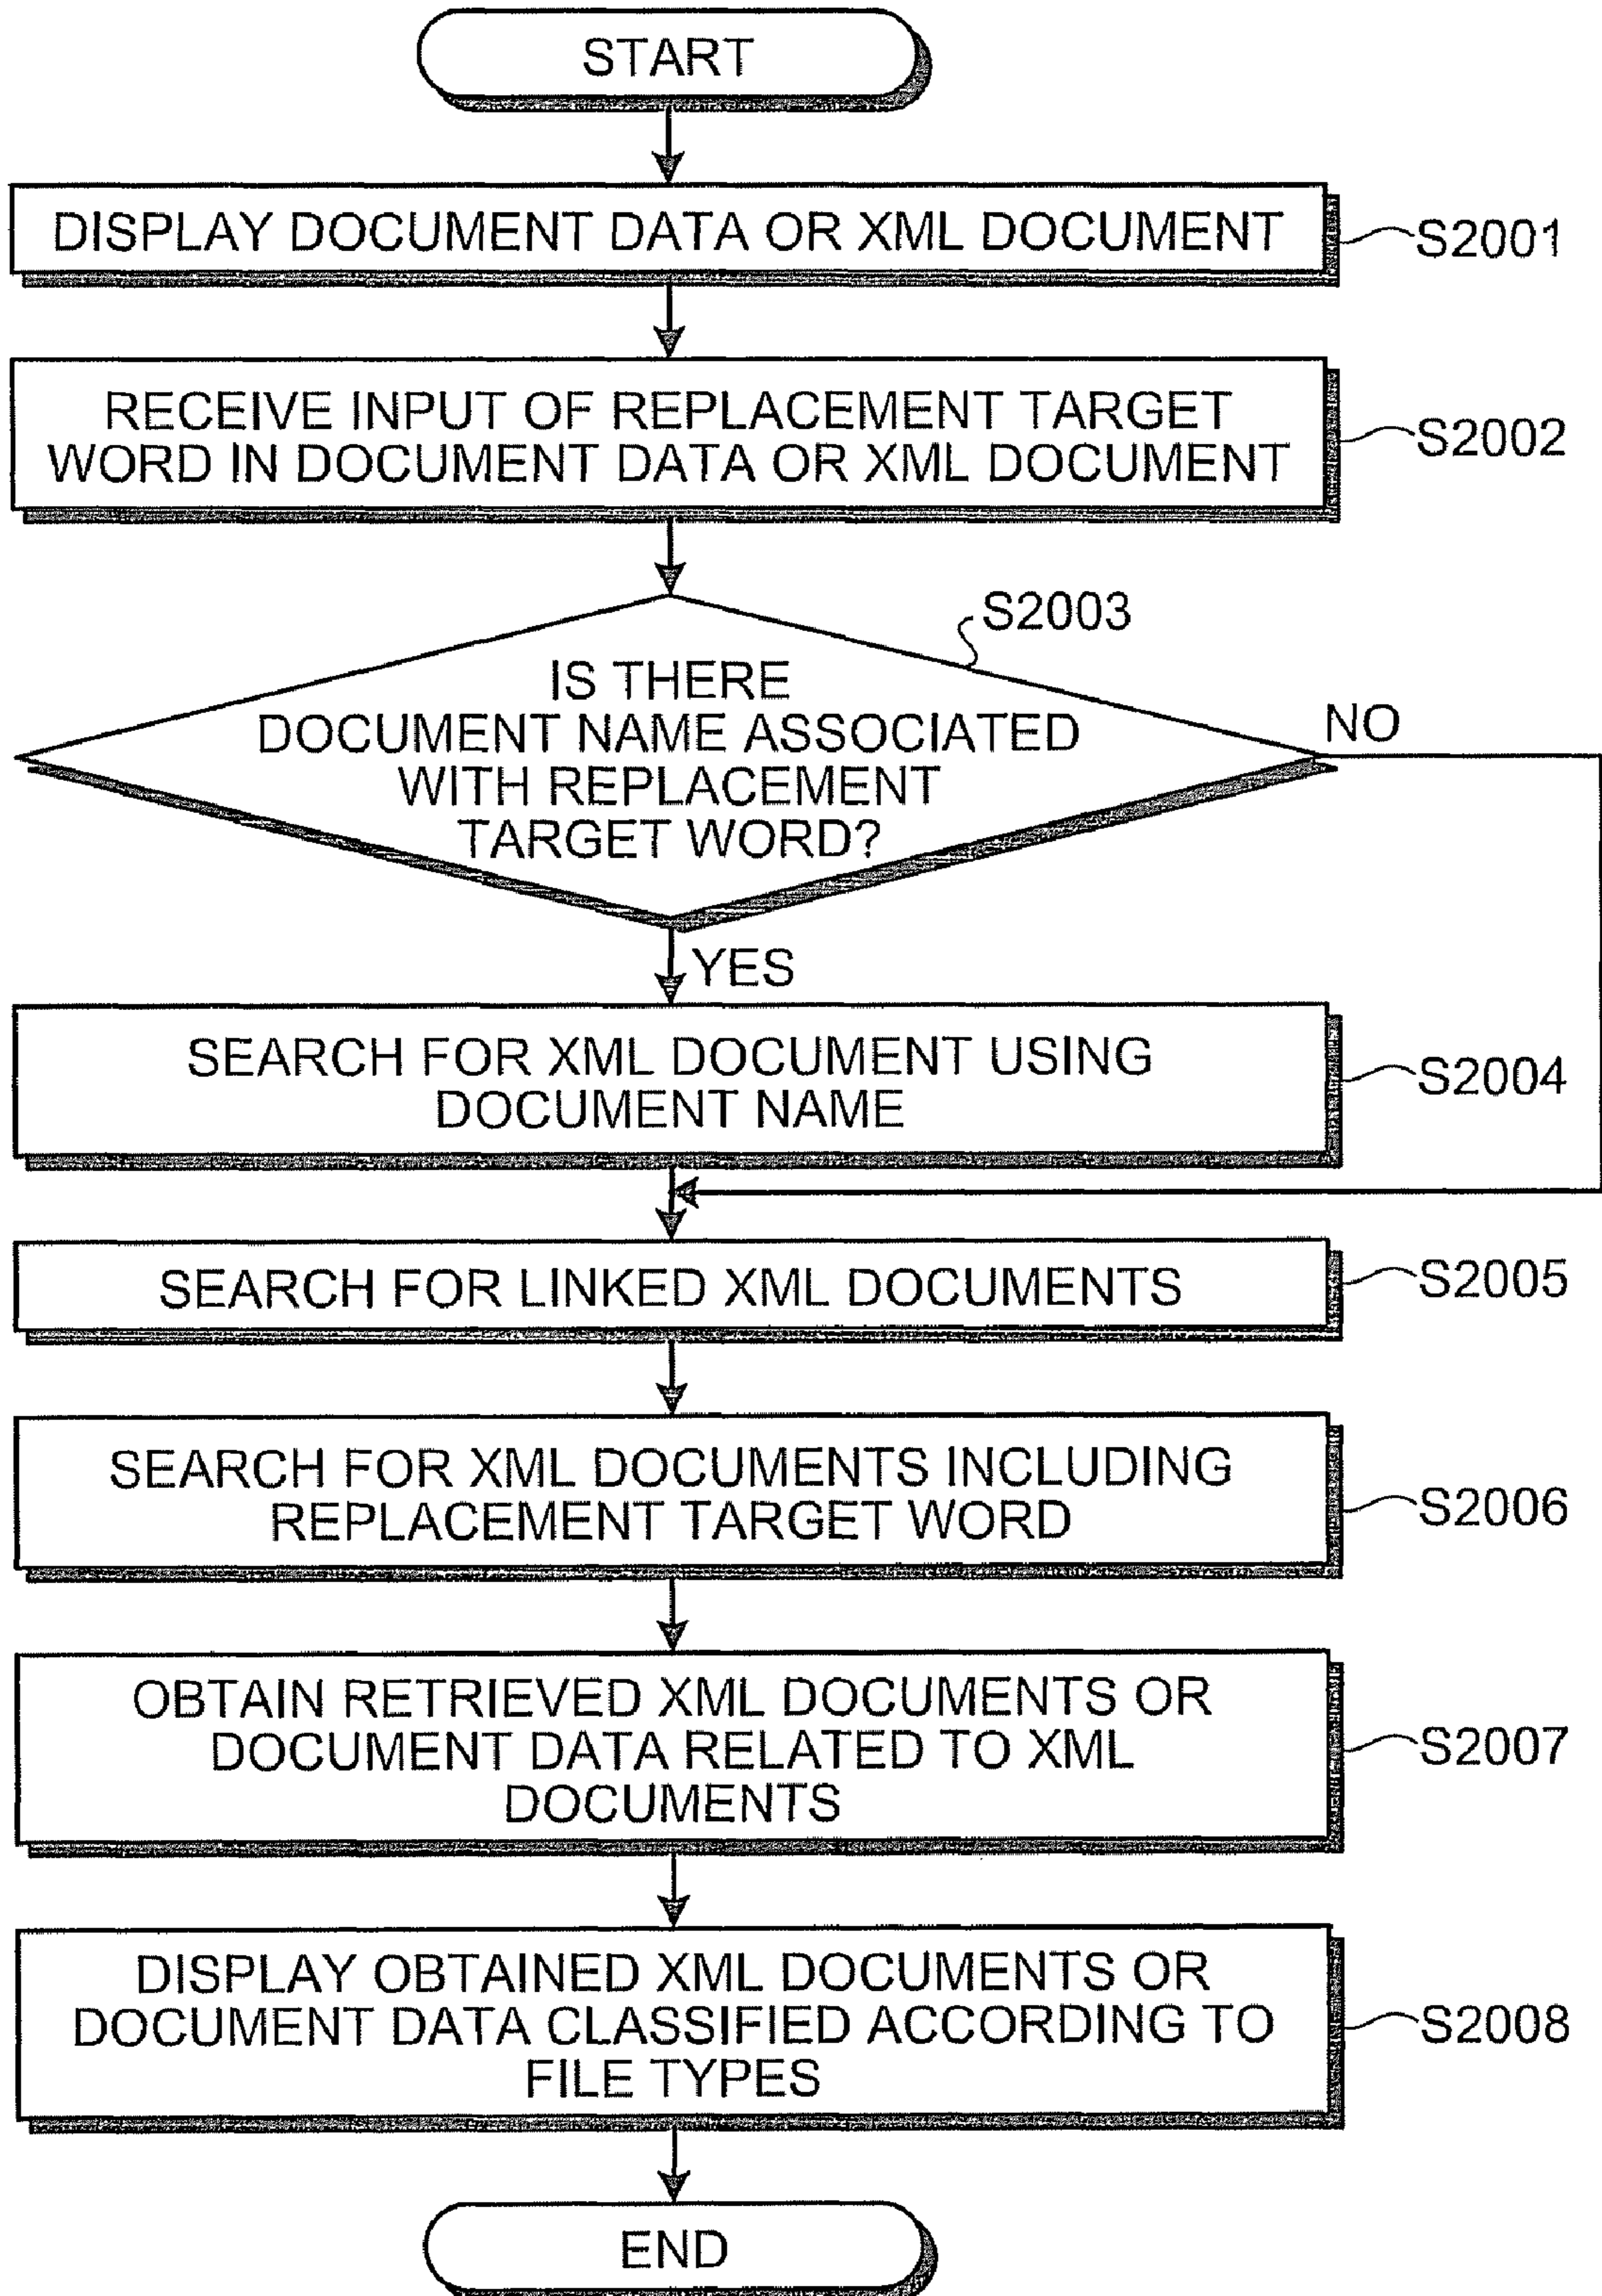 START
DISPLAY DOCUMENT DATA OR XML DOCUMENT
S2001
RECEIVE INPUT OF REPLACEMENT TARGET
WORD IN DOCUMENT DATA OR XML DOCUMENT
S2002
S2003
IS THERE
DOCUMENT NAME ASSOCIATED
WITH REPLACEMENT
TARGET WORD?
NO
YES
SEARCH FOR XML DOCUMENT USING
DOCUMENT NAME
S2004
SEARCH FOR LINKED XML DOCUMENTS
S2005
SEARCH FOR XML DOCUMENTS INCLUDING
REPLACEMENT TARGET WORD
S2006
OBTAIN RETRIEVED XML DOCUMENTS OR
DOCUMENT DATA RELATED TO XML
DOCUMENTS
S2007
DISPLAY OBTAINED XML DOCUMENTS OR
DOCUMENT DATA CLASSIFIED ACCORDING TO
FILE TYPES
S2008
END